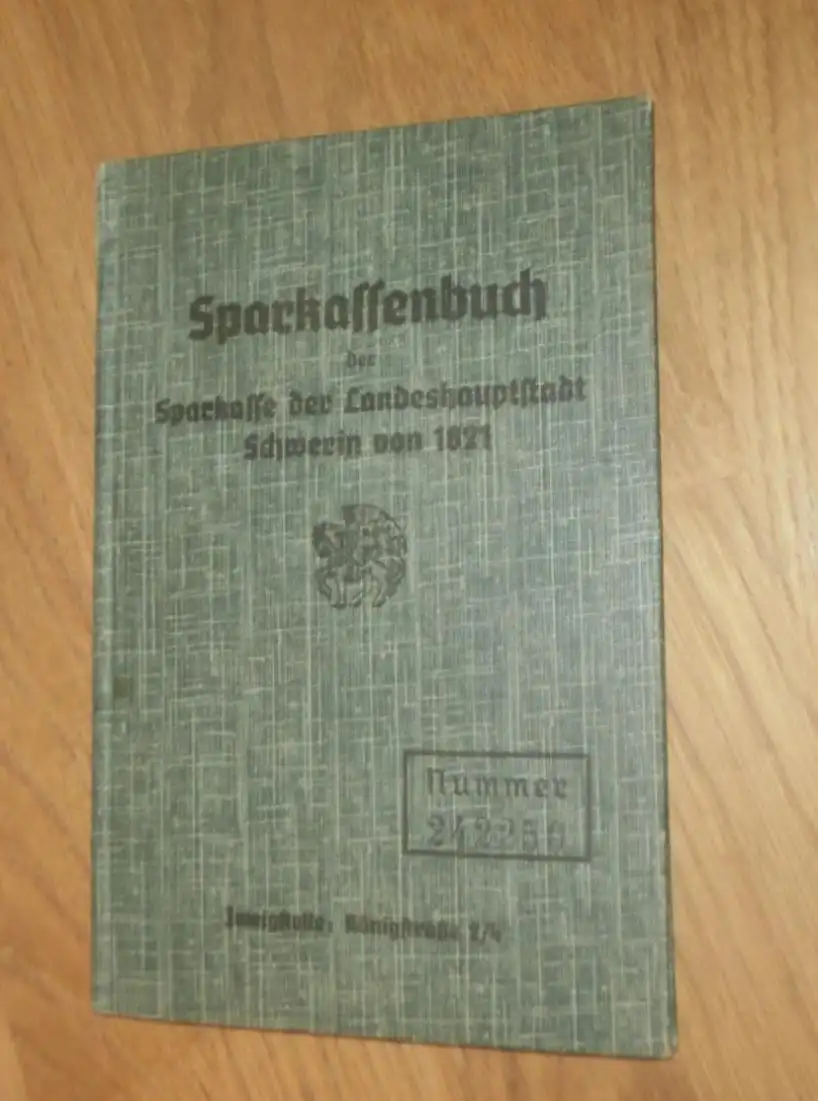 Sparkassenbuch
der
Sparkasse der Landeshauptstadt
Schwerin von 1821
Nummer
Zweigstelle: Königstraße 2/4